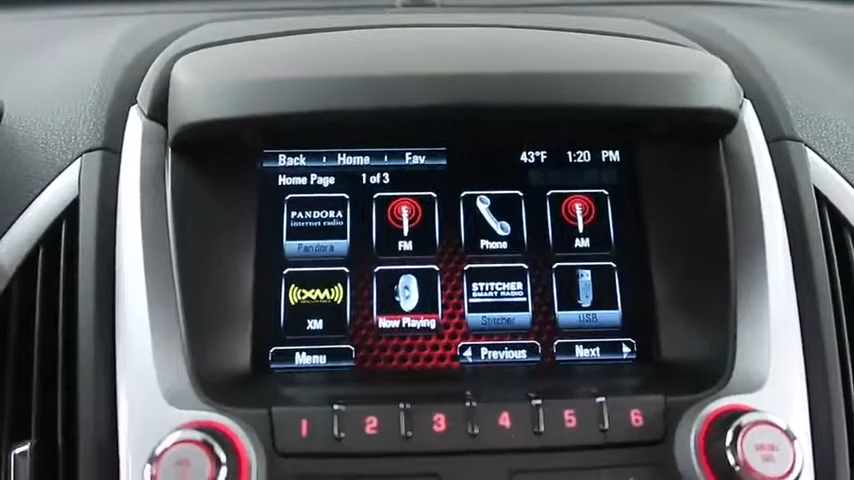 Back Home Fav 43°F 1:20 PM
Home Page 1 of 3
PANDORA
internet radio
Pandora FM Phone AM
XM STITCHER
SMART RADIO
XM Now Playing Stitcher USB
Menu Previous Next
1 2 3 4 5 6